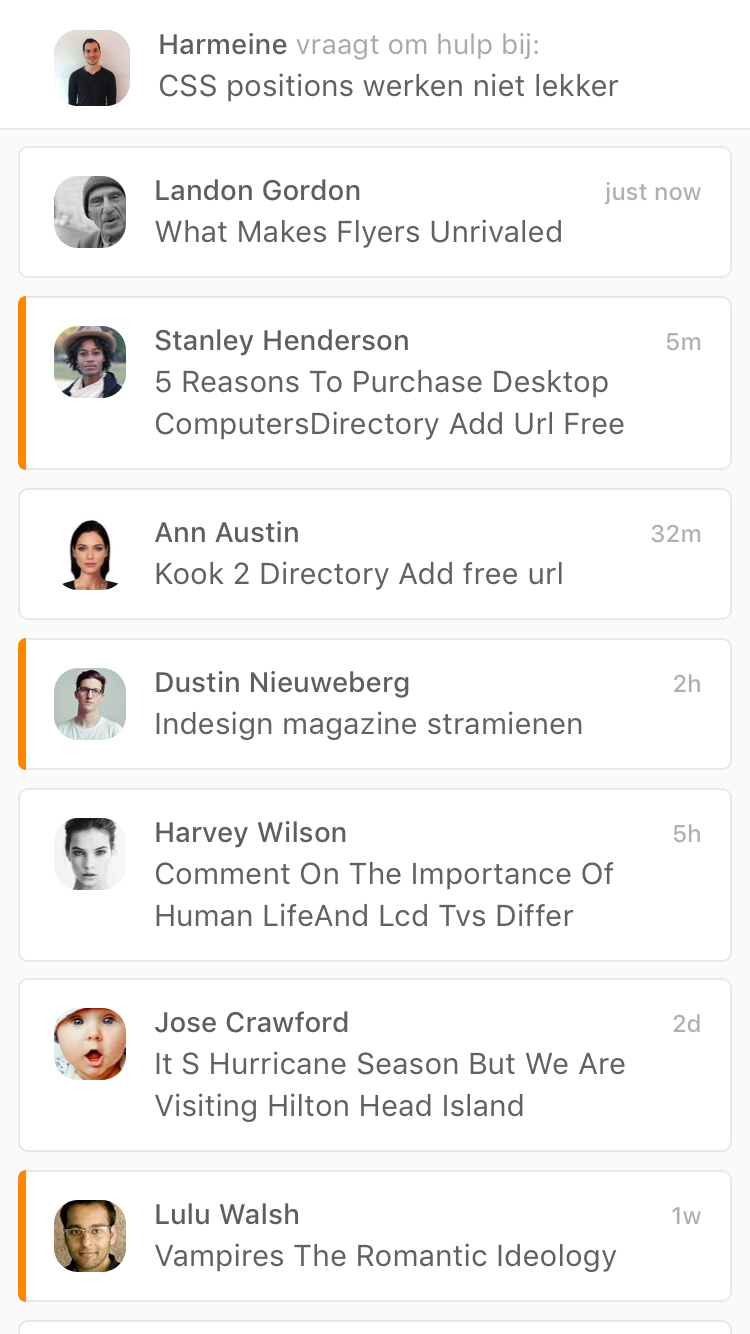 Harmeine vraagt om hulp bij:
CSS positions werken niet lekker
Landon Gordon just now
What Makes Flyers Unrivaled
Stanley Henderson 5m
5 Reasons To Purchase Desktop
ComputersDirectory Add Url Free
Ann Austin 32m
Kook 2 Directory Add free url
Dustin Nieuweberg 2h
Indesign magazine stramienen
Harvey Wilson 5h
Comment On The Importance Of
Human LifeAnd Lcd Tvs Differ
Jose Crawford 2d
It S Hurricane Season But We Are
Visiting Hilton Head Island
Lulu Walsh 1w
Vampires The Romantic Ideology